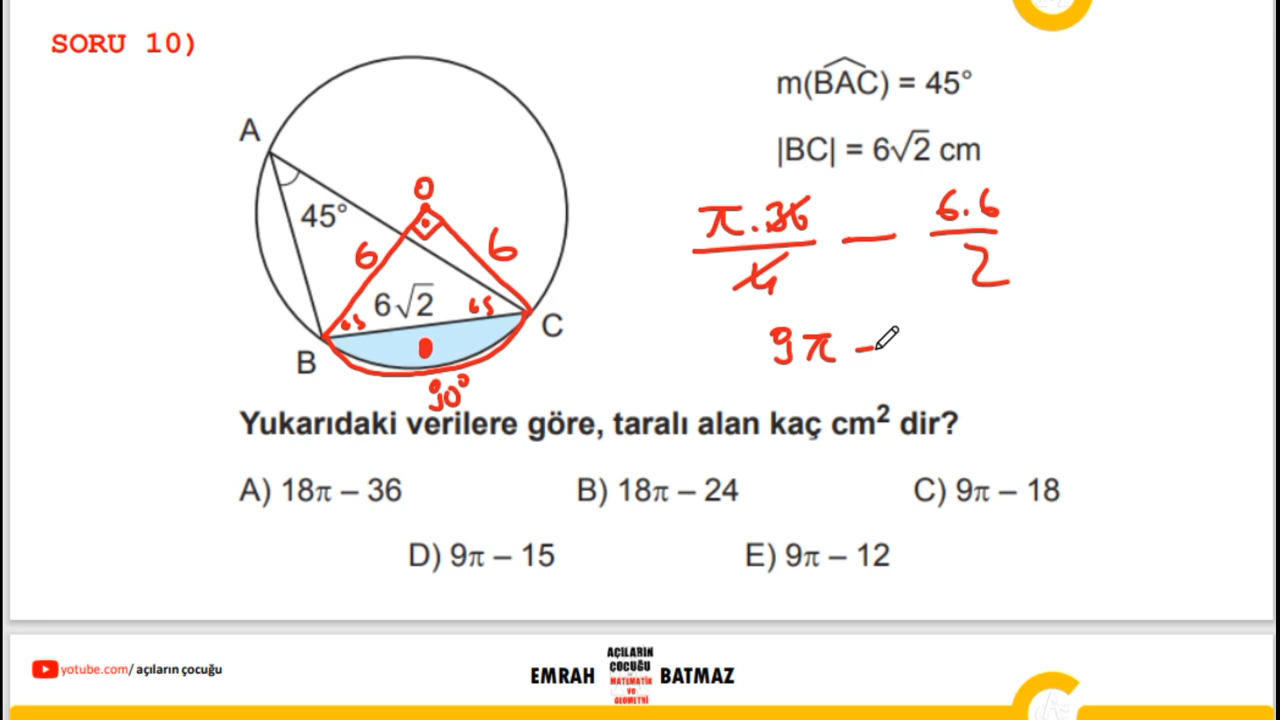 SORU 10)
m(BAC) = 45°
|BC| = 6√2 cm
A
45°
O
6
6
6√2
45
45
B
C
90°
π.36/4 − 6.6/2
9π −
Yukarıdaki verilere göre, taralı alan kaç cm² dir?
A) 18π – 36 B) 18π – 24 C) 9π – 18
D) 9π – 15 E) 9π – 12
yotube.com/ açıların çocuğu
EMRAH
AÇILARIN
ÇOCUĞU
MATEMATİK
ve
GEOMETRİ
BATMAZ